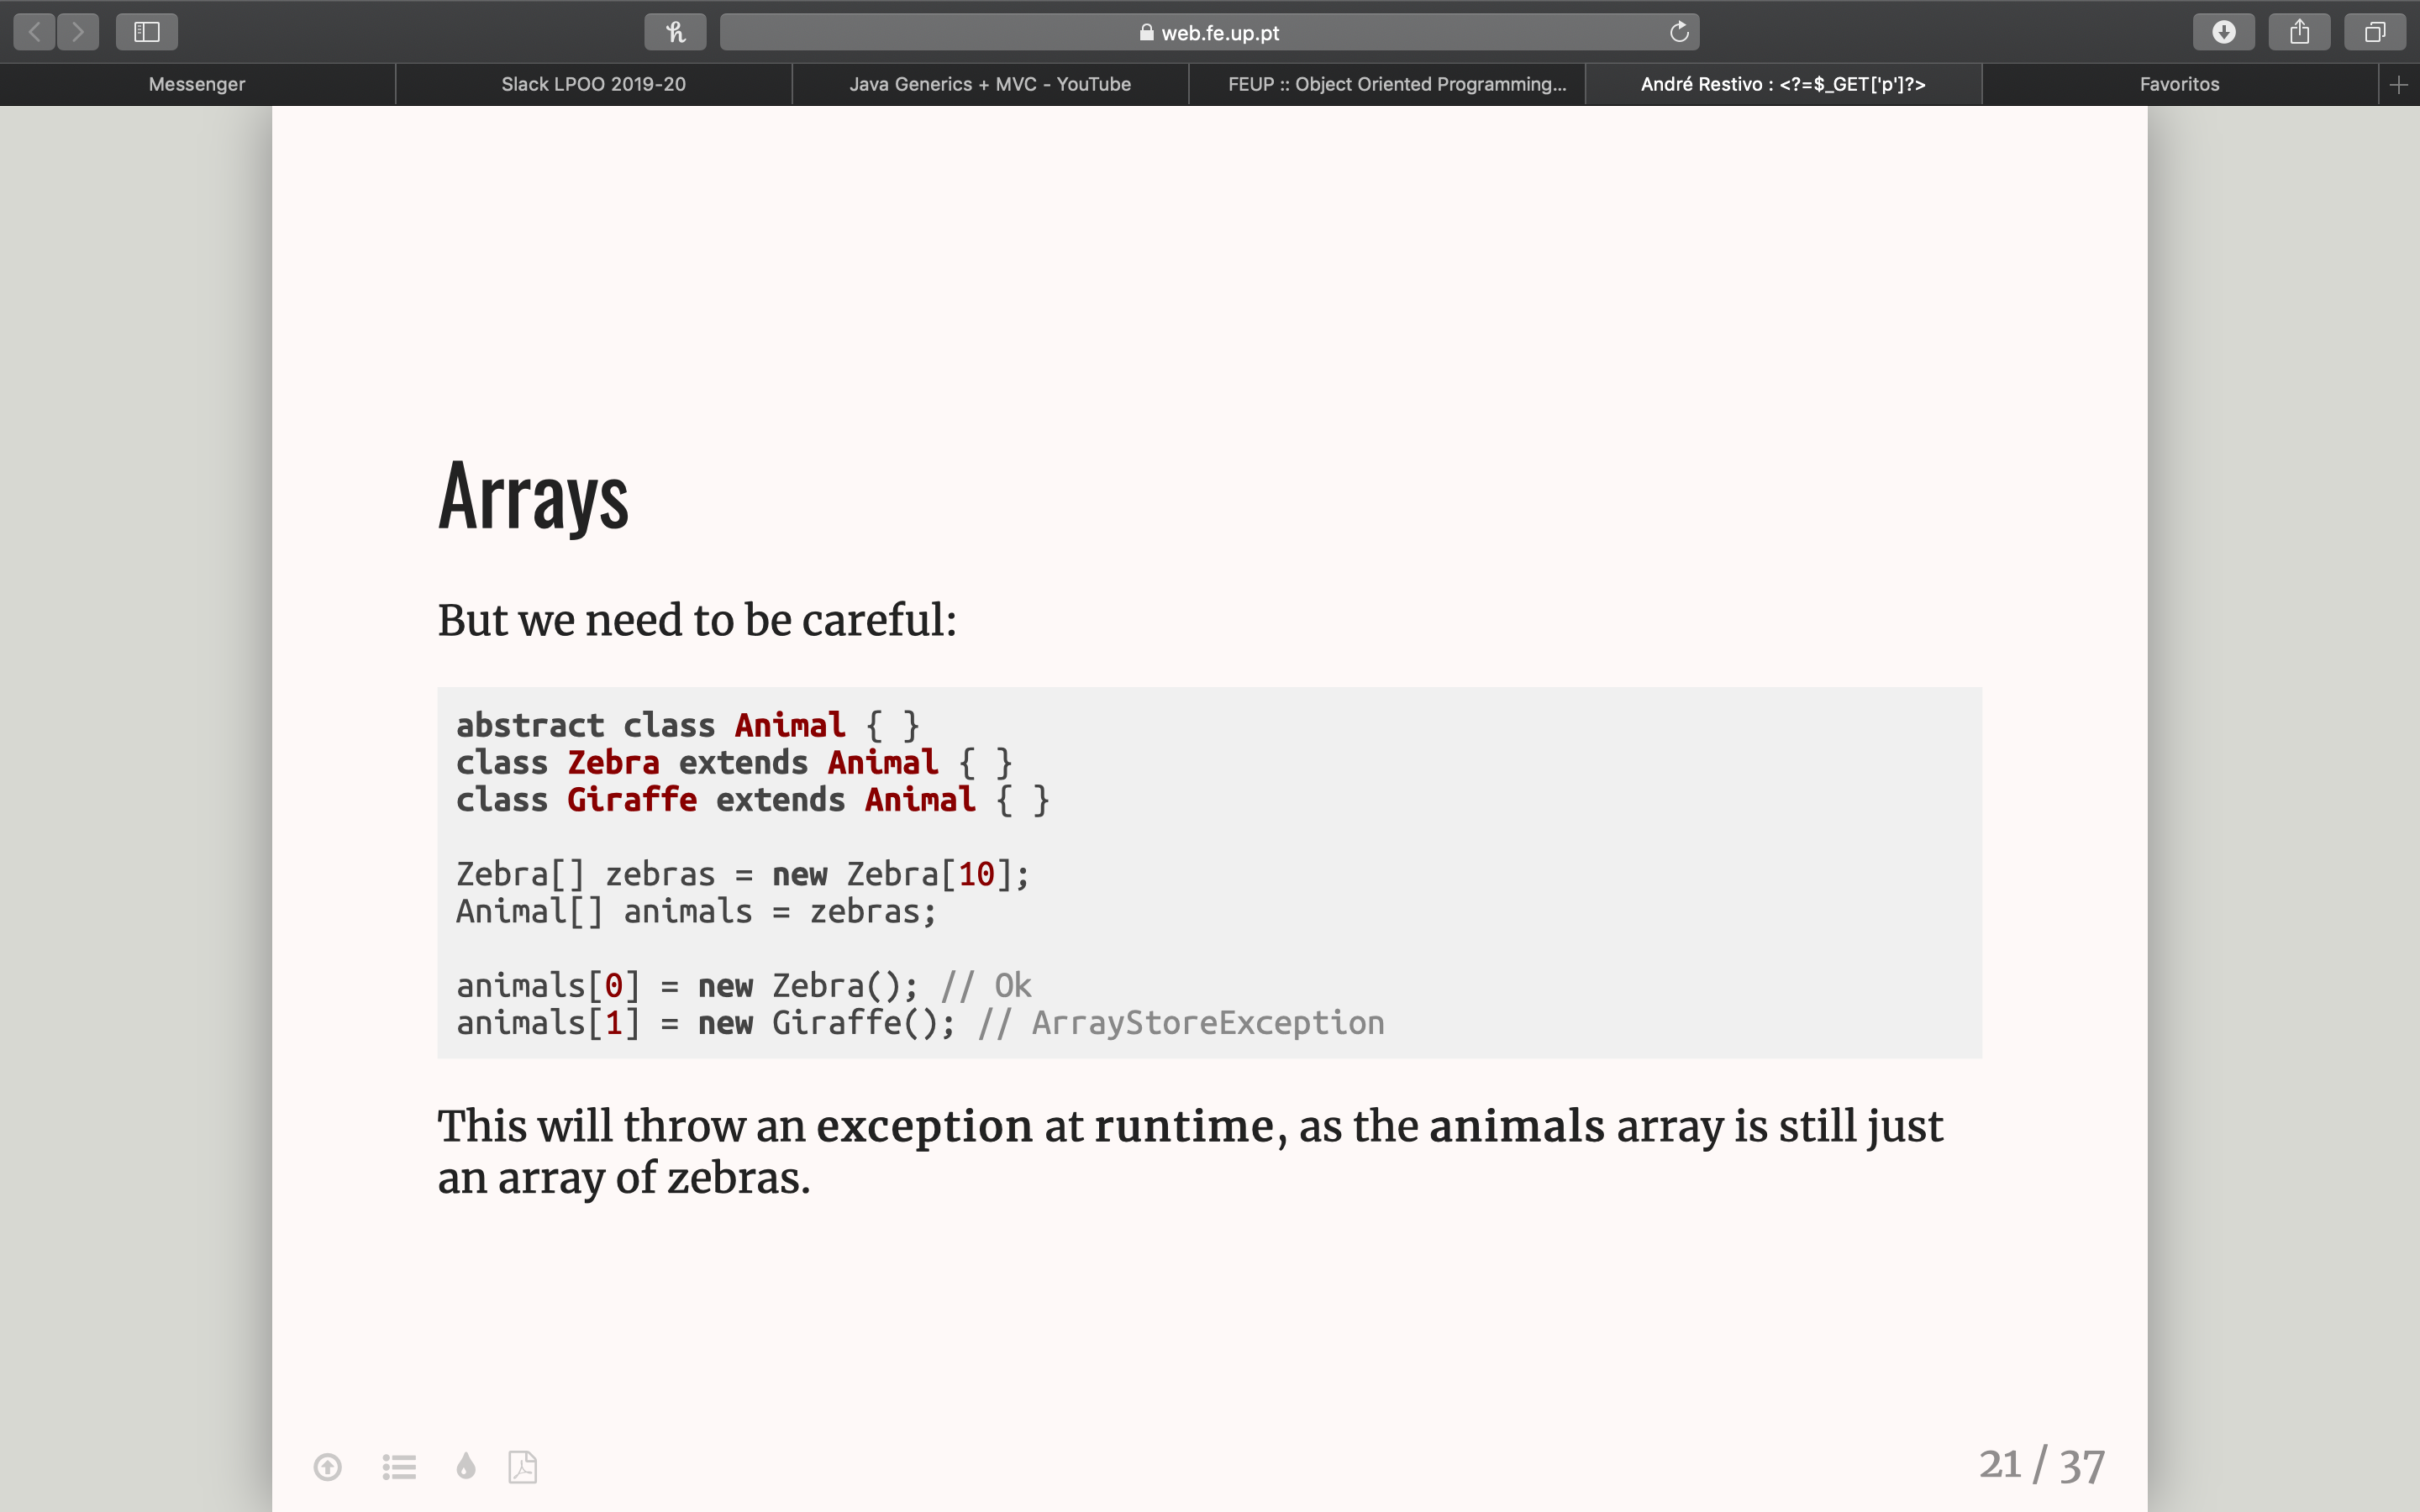 web.fe.up.pt
Messenger
Slack LPOO 2019-20
Java Generics + MVC - YouTube
FEUP :: Object Oriented Programming...
André Restivo : <?=$_GET['p']?>
Favoritos
Arrays
But we need to be careful:
abstract class Animal { }
class Zebra extends Animal { }
class Giraffe extends Animal { }
Zebra[] zebras = new Zebra[10];
Animal[] animals = zebras;
animals[0] = new Zebra(); // Ok
animals[1] = new Giraffe(); // ArrayStoreException
This will throw an exception at runtime, as the animals array is still just
an array of zebras.
21 / 37